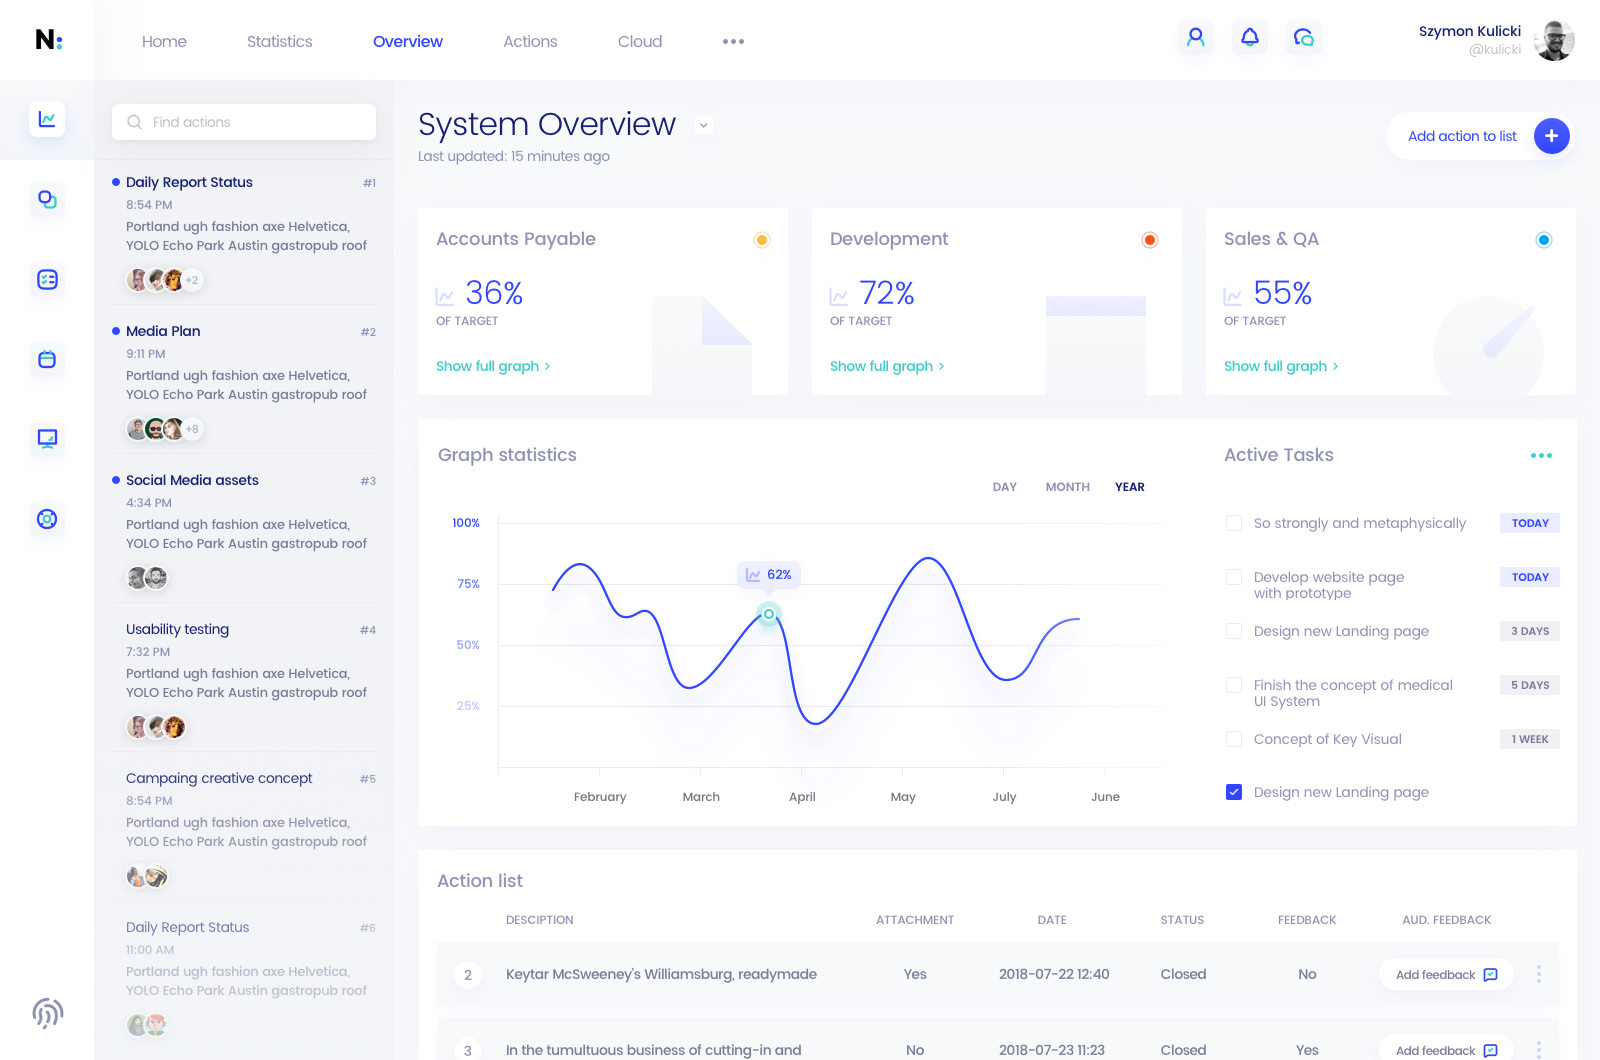 N:
Home
Statistics
Overview
Actions
Cloud
Szymon Kulicki
@kulicki
Find actions
Daily Report Status #1
8:54 PM
Portland ugh fashion axe Helvetica,
YOLO Echo Park Austin gastropub roof
+2
Media Plan #2
9:11 PM
Portland ugh fashion axe Helvetica,
YOLO Echo Park Austin gastropub roof
+8
Social Media assets #3
4:34 PM
Portland ugh fashion axe Helvetica,
YOLO Echo Park Austin gastropub roof
Usability testing #4
7:32 PM
Portland ugh fashion axe Helvetica,
YOLO Echo Park Austin gastropub roof
Campaing creative concept #5
8:54 PM
Portland ugh fashion axe Helvetica,
YOLO Echo Park Austin gastropub roof
Daily Report Status #6
11:00 AM
Portland ugh fashion axe Helvetica,
YOLO Echo Park Austin gastropub roof
System Overview
Last updated: 15 minutes ago
Add action to list
Accounts Payable
36%
OF TARGET
Show full graph >
Development
72%
OF TARGET
Show full graph >
Sales & QA
55%
OF TARGET
Show full graph >
Graph statistics
DAY MONTH YEAR
100%
75%
50%
25%
62%
February March April May July June
Active Tasks
So strongly and metaphysically TODAY
Develop website page TODAY
with prototype
Design new Landing page 3 DAYS
Finish the concept of medical 5 DAYS
UI System
Concept of Key Visual 1 WEEK
Design new Landing page
Action list
DESCIPTION ATTACHMENT DATE STATUS FEEDBACK AUD. FEEDBACK
2 Keytar McSweeney's Williamsburg, readymade Yes 2018-07-22 12:40 Closed No Add feedback
3 In the tumultuous business of cutting-in and No 2018-07-23 11:23 Closed Yes Add feedback